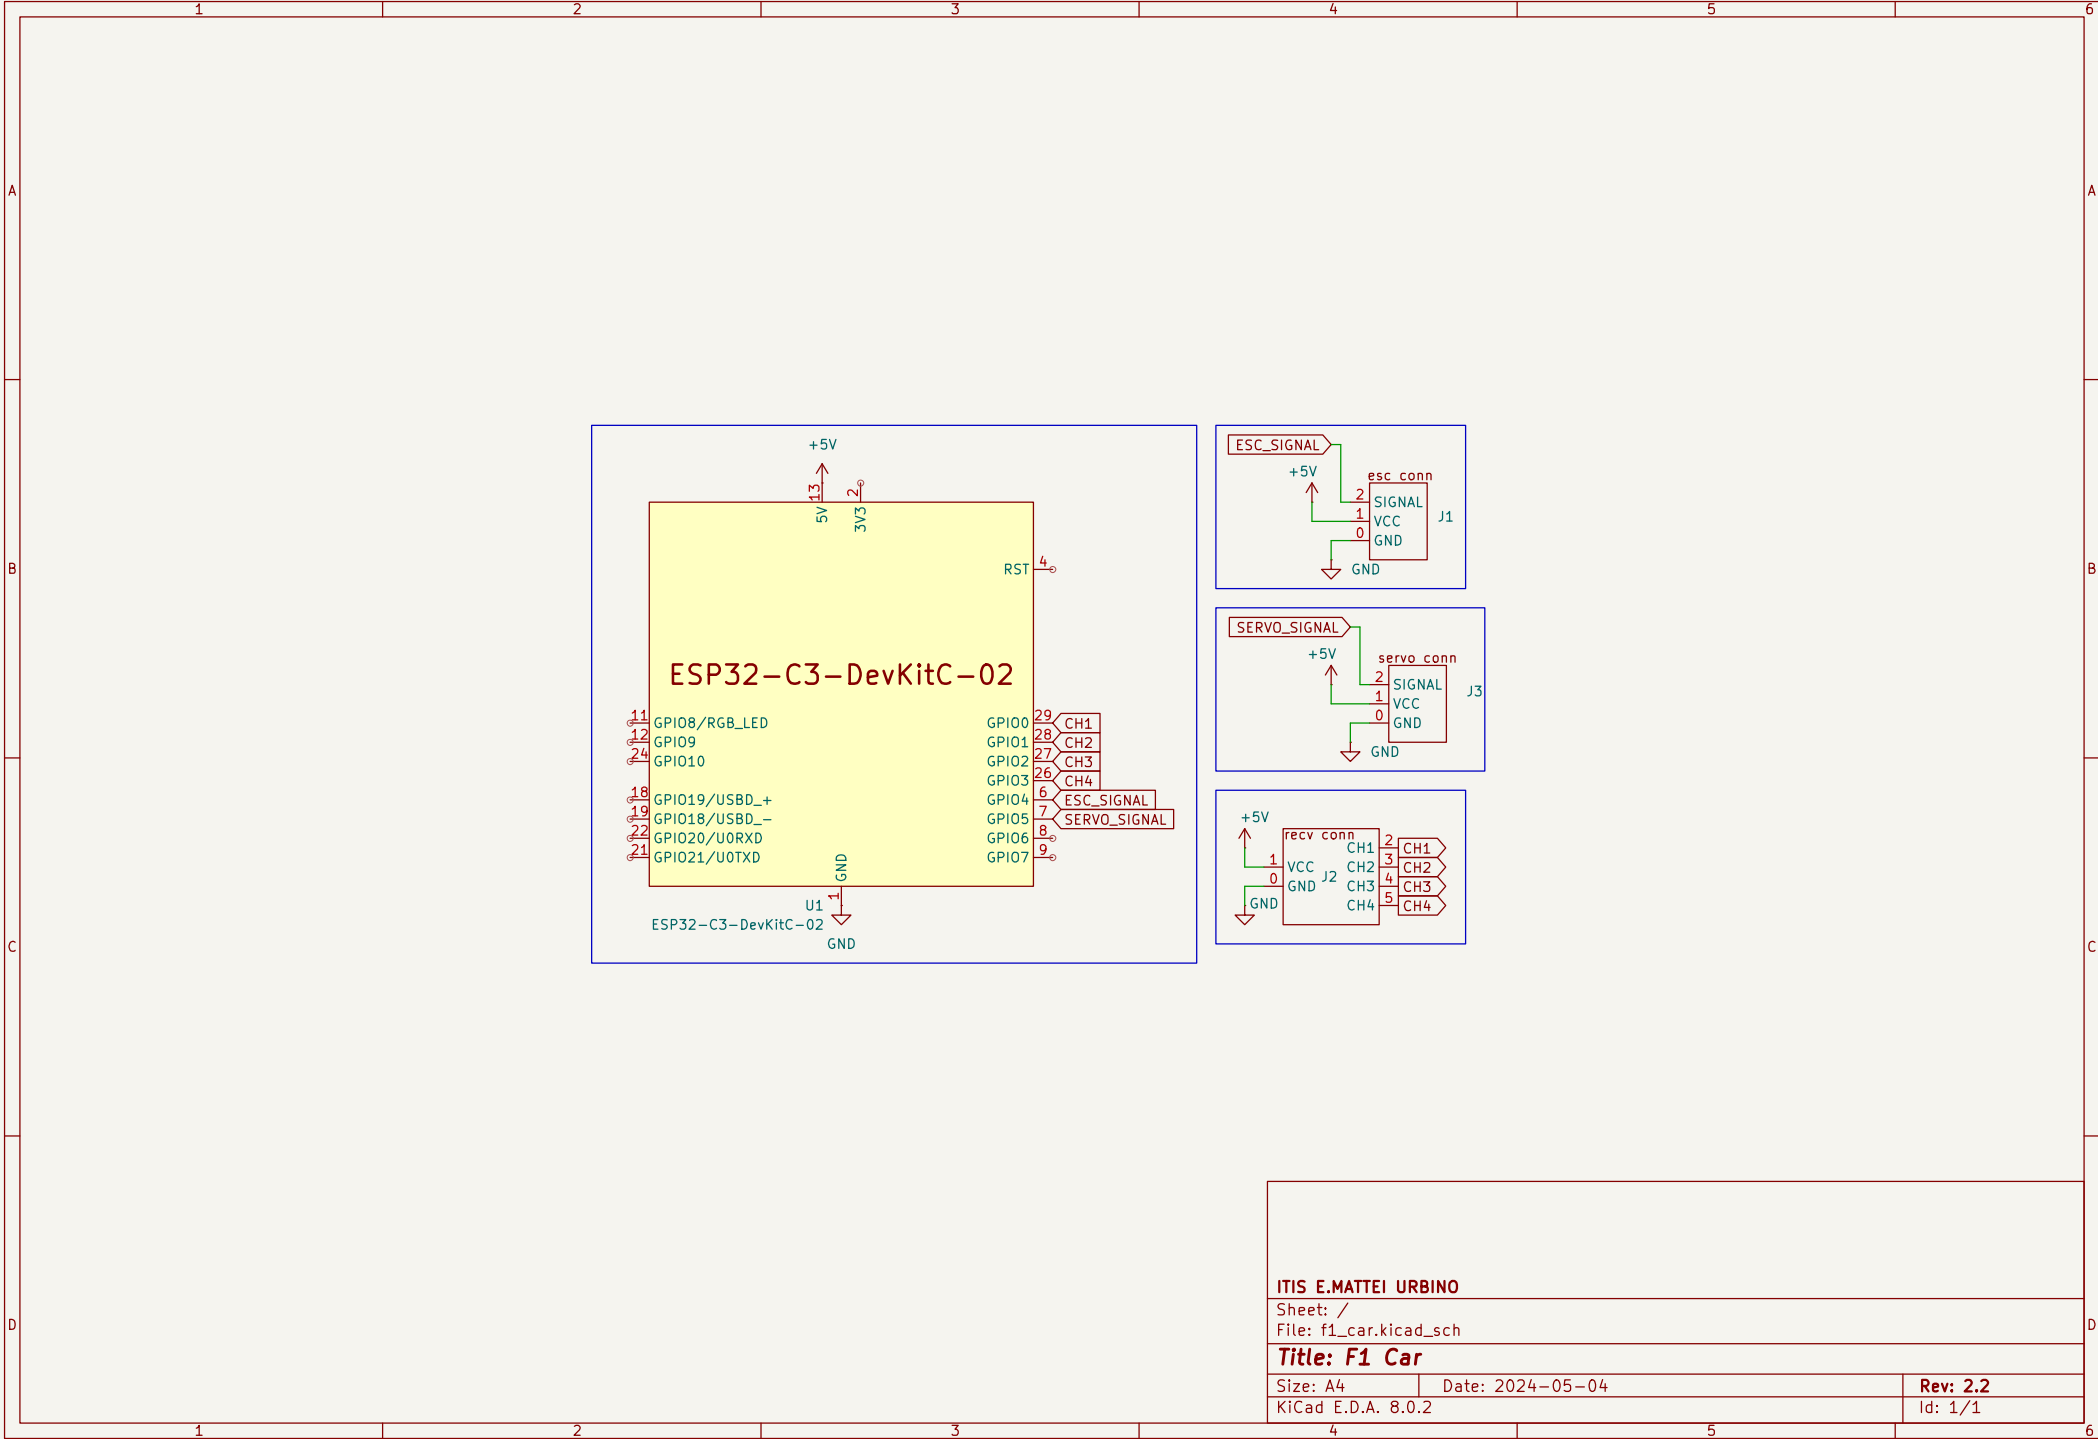 1 2 3 4 5 6
A A
B B
C C
D D
+5V
13 2
5V 3V3
RST 4
ESP32-C3-DevKitC-02
11 GPIO8/RGB_LED
12 GPIO9
24 GPIO10
18 GPIO19/USBD_+
19 GPIO18/USBD_-
22 GPIO20/U0RXD
21 GPIO21/U0TXD
GPIO0 29 CH1
GPIO1 28 CH2
GPIO2 27 CH3
GPIO3 26 CH4
GPIO4 6 ESC_SIGNAL
GPIO5 7 SERVO_SIGNAL
GPIO6 8
GPIO7 9
GND
1
U1
ESP32-C3-DevKitC-02
GND
ESC_SIGNAL
+5V
esc conn
2 SIGNAL
1 VCC
0 GND
J1
GND
SERVO_SIGNAL
+5V
servo conn
2 SIGNAL
1 VCC
0 GND
J3
GND
+5V
recv conn
1 VCC
0 GND
J2
GND
CH1 2 CH1
CH2 3 CH2
CH3 4 CH3
CH4 5 CH4
ITIS E.MATTEI URBINO
Sheet: /
File: f1_car.kicad_sch
Title: F1 Car
Size: A4 Date: 2024-05-04 Rev: 2.2
KiCad E.D.A. 8.0.2 Id: 1/1
1 2 3 4 5 6